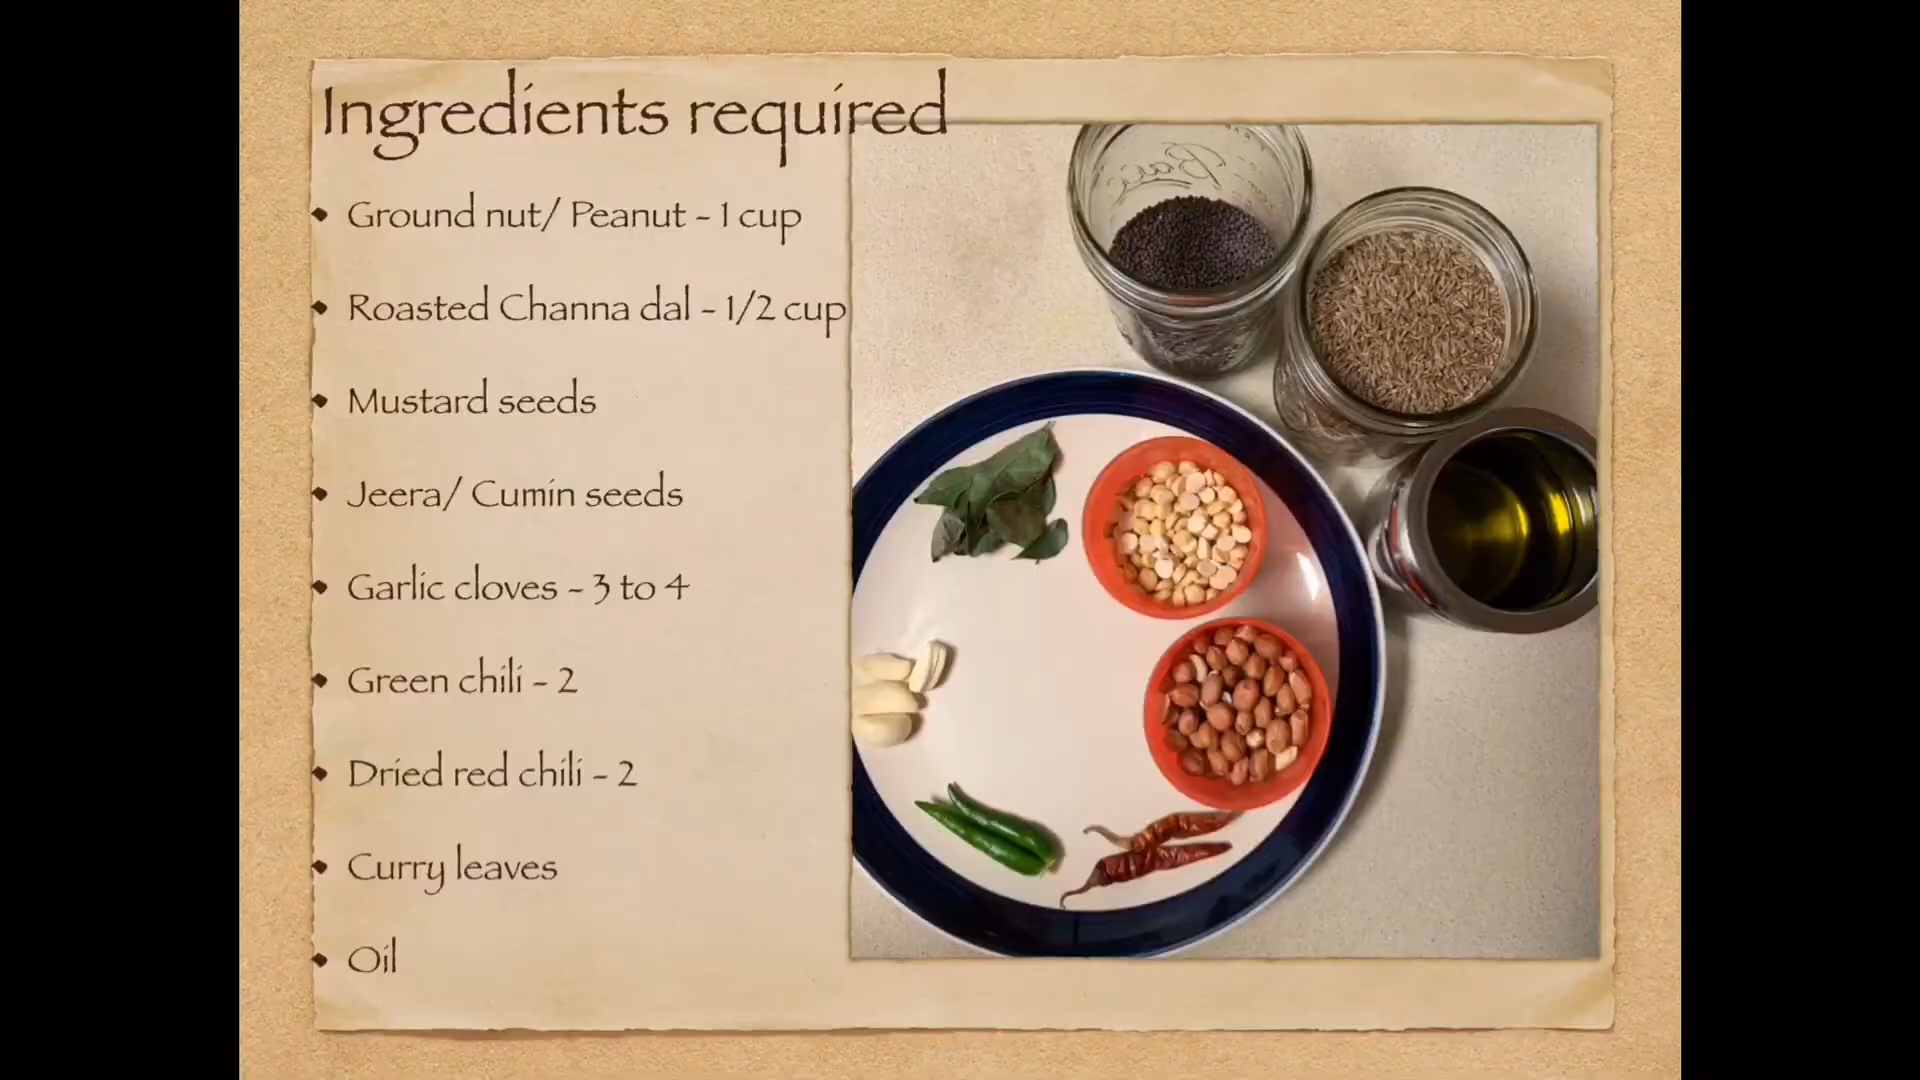 Ingredients required
Ground nut/ Peanut - 1 cup
Roasted Channa dal - 1/2 cup
Mustard seeds
Jeera/ Cumin seeds
Garlic cloves - 3 to 4
Green chili - 2
Dried red chili - 2
Curry leaves
Oil